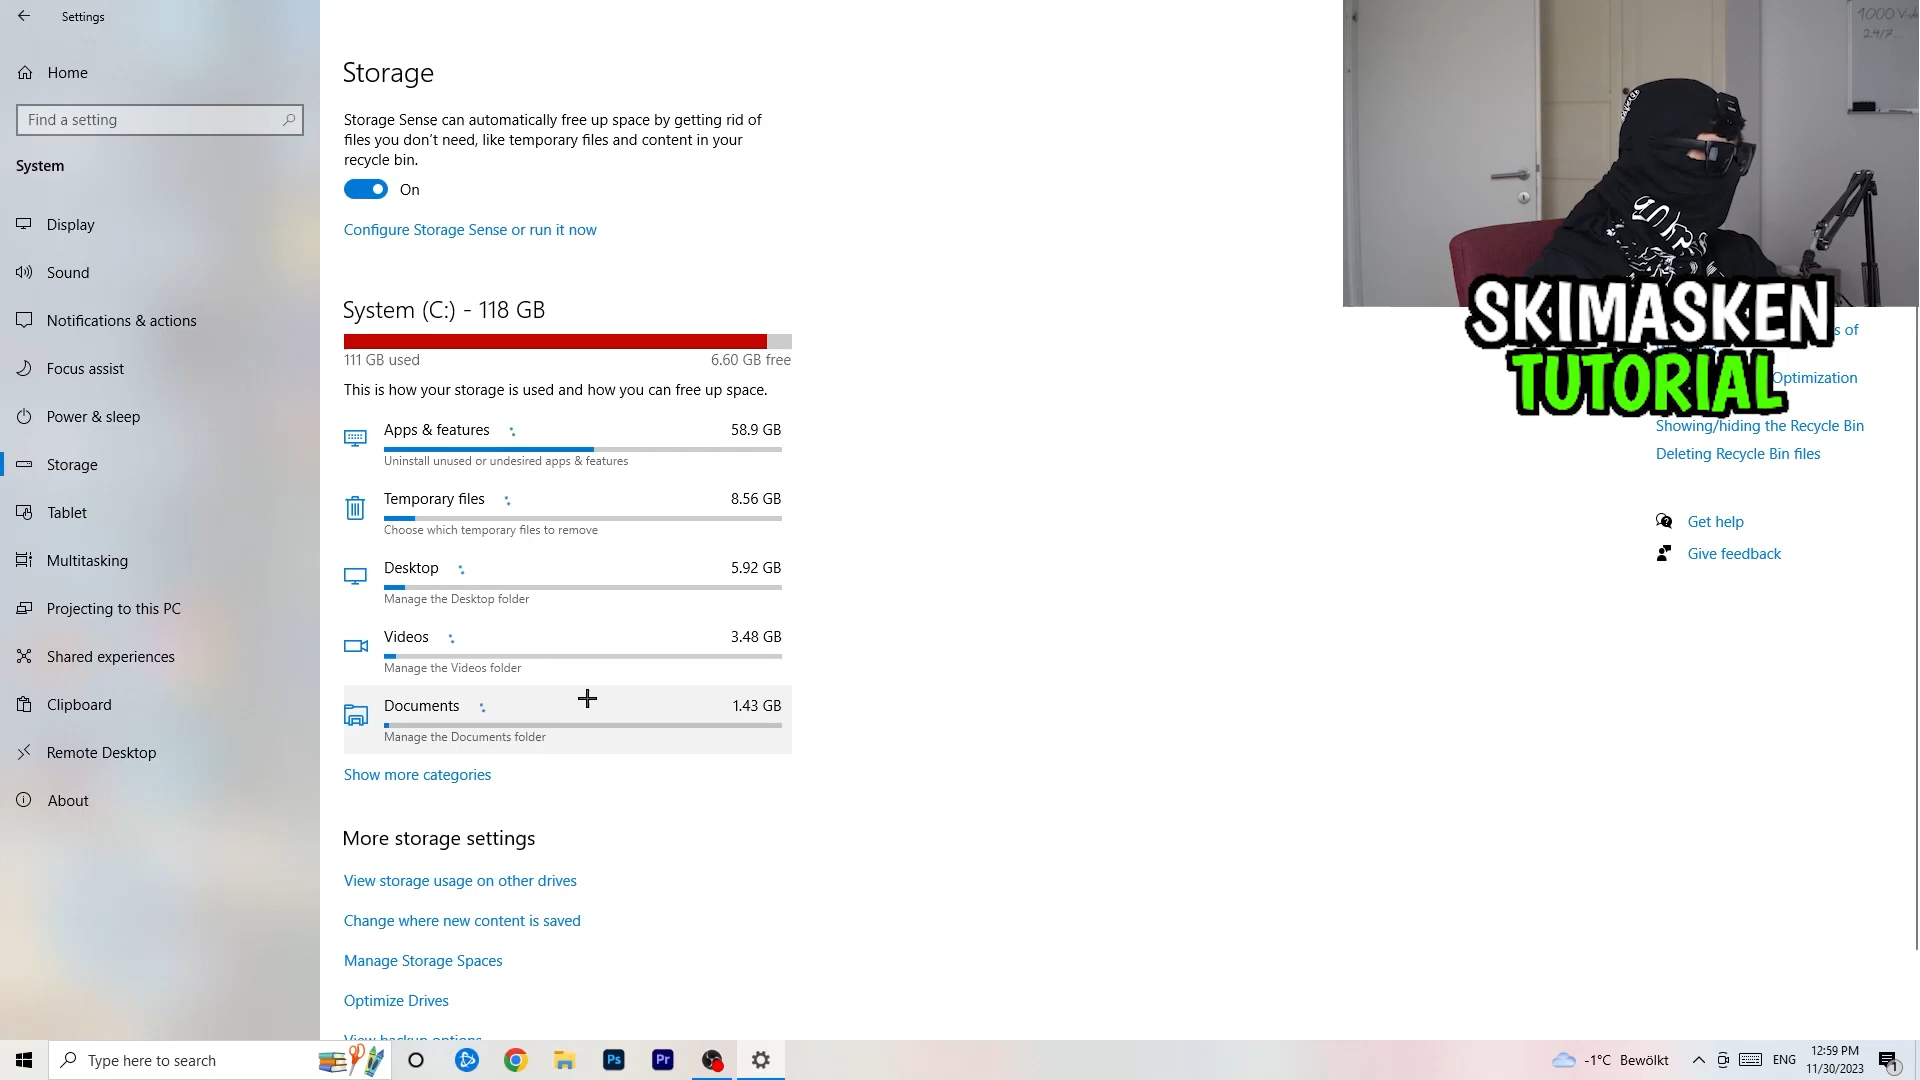 Settings
Home
Find a setting
System
Display
Sound
Notifications & actions
Focus assist
Power & sleep
Storage
Tablet
Multitasking
Projecting to this PC
Shared experiences
Clipboard
Remote Desktop
About
Storage
Storage Sense can automatically free up space by getting rid of
files you don't need, like temporary files and content in your
recycle bin.
On
Configure Storage Sense or run it now
System (C:) - 118 GB
111 GB used 6.60 GB free
This is how your storage is used and how you can free up space.
Apps & features 58.9 GB
Uninstall unused or undesired apps & features
Temporary files 8.56 GB
Choose which temporary files to remove
Desktop 5.92 GB
Manage the Desktop folder
Videos 3.48 GB
Manage the Videos folder
Documents 1.43 GB
Manage the Documents folder
Show more categories
More storage settings
View storage usage on other drives
Change where new content is saved
Manage Storage Spaces
Optimize Drives
View backup options
1000 V
24/7
SKIMASKEN
TUTORIAL
of
Optimization
Showing/hiding the Recycle Bin
Deleting Recycle Bin files
Get help
Give feedback
Type here to search
Ps
Pr
-1°C Bewölkt
ENG
12:59 PM
11/30/2023
1